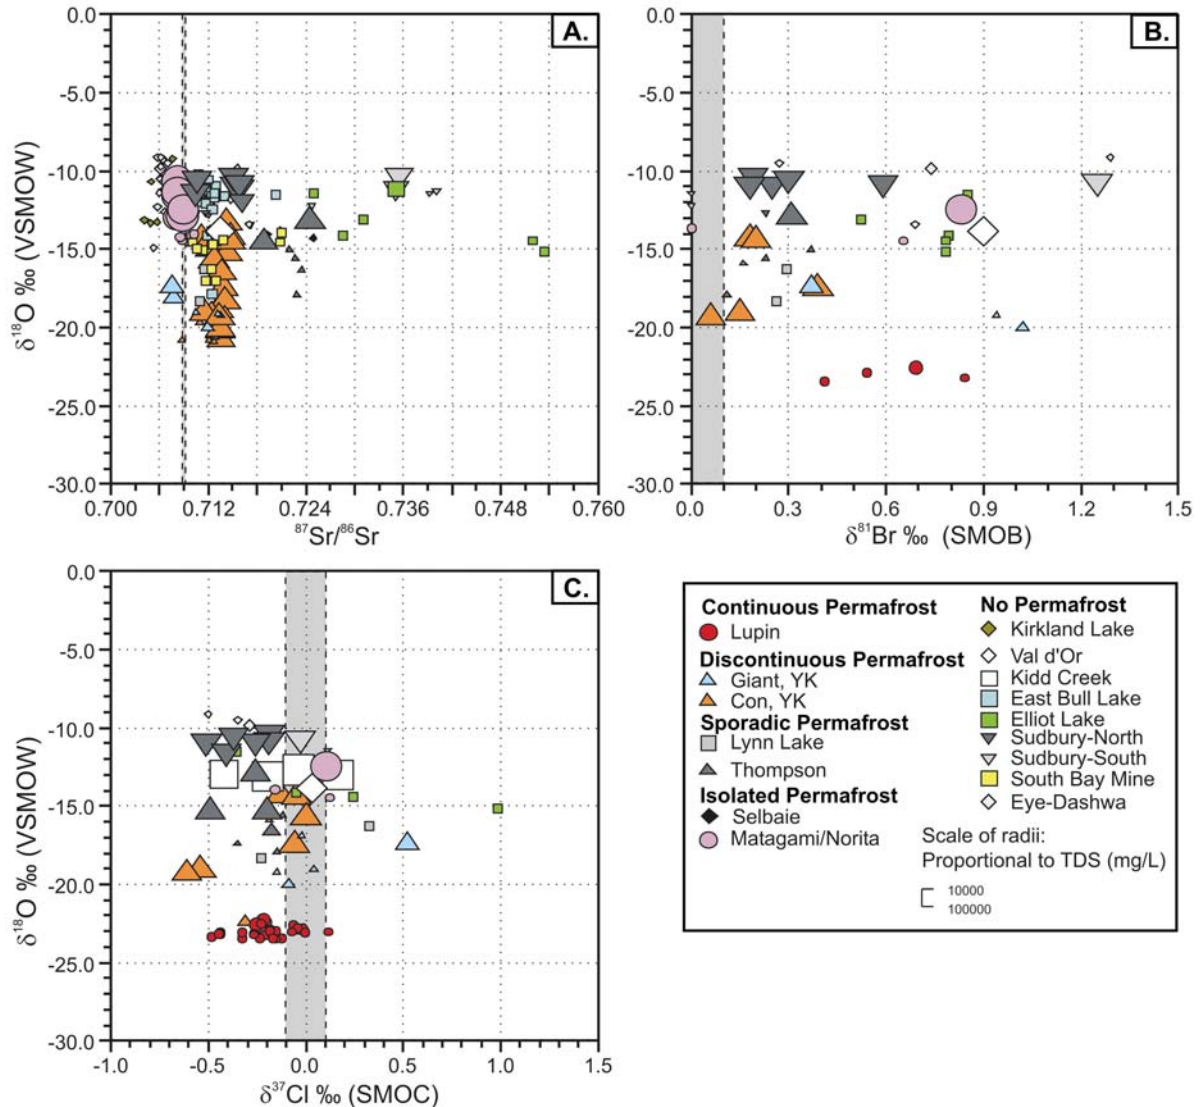 A.
0.0
-5.0
-10.0
-15.0
-20.0
-25.0
-30.0
δ¹⁸O ‰ (VSMOW)
0.700 0.712 0.724 0.736 0.748 0.760
⁸⁷Sr/⁸⁶Sr
B.
0.0
-5.0
-10.0
-15.0
-20.0
-25.0
-30.0
0.0 0.3 0.6 0.9 1.2 1.5
δ⁸¹Br ‰ (SMOB)
C.
0.0
-5.0
-10.0
-15.0
-20.0
-25.0
-30.0
δ¹⁸O ‰ (VSMOW)
-1.0 -0.5 0.0 0.5 1.0 1.5
δ³⁷Cl ‰ (SMOC)
Continuous Permafrost
Lupin
Discontinuous Permafrost
Giant, YK
Con, YK
Sporadic Permafrost
Lynn Lake
Thompson
Isolated Permafrost
Selbaie
Matagami/Norita
No Permafrost
Kirkland Lake
Val d'Or
Kidd Creek
East Bull Lake
Elliot Lake
Sudbury-North
Sudbury-South
South Bay Mine
Eye-Dashwa
Scale of radii:
Proportional to TDS (mg/L)
10000
100000